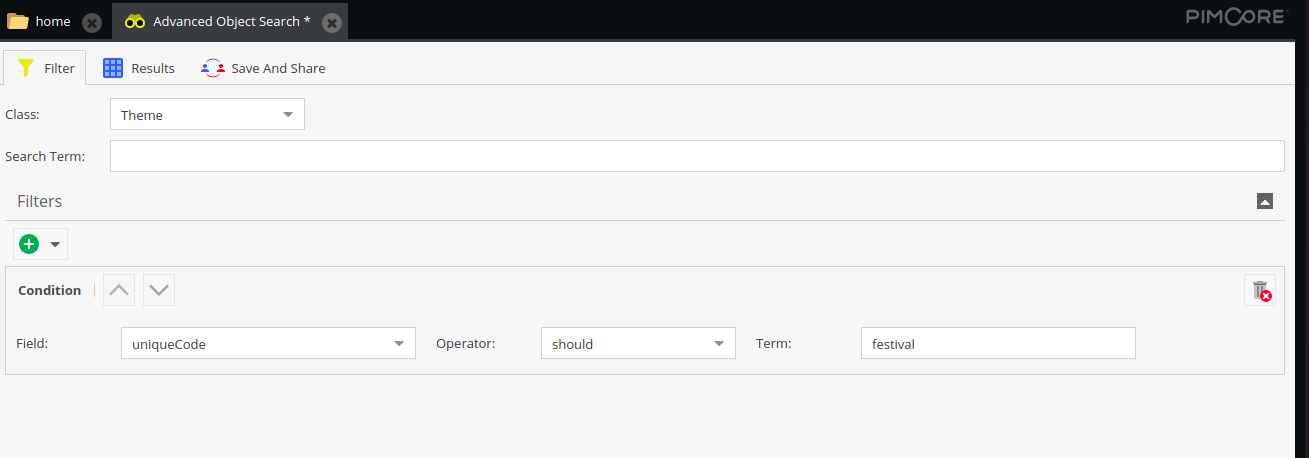 home
Advanced Object Search *
PIMCORE
Filter
Results
Save And Share
Class:
Theme
Search Term:
Filters
Condition
Field:
uniqueCode
Operator:
should
Term:
festival